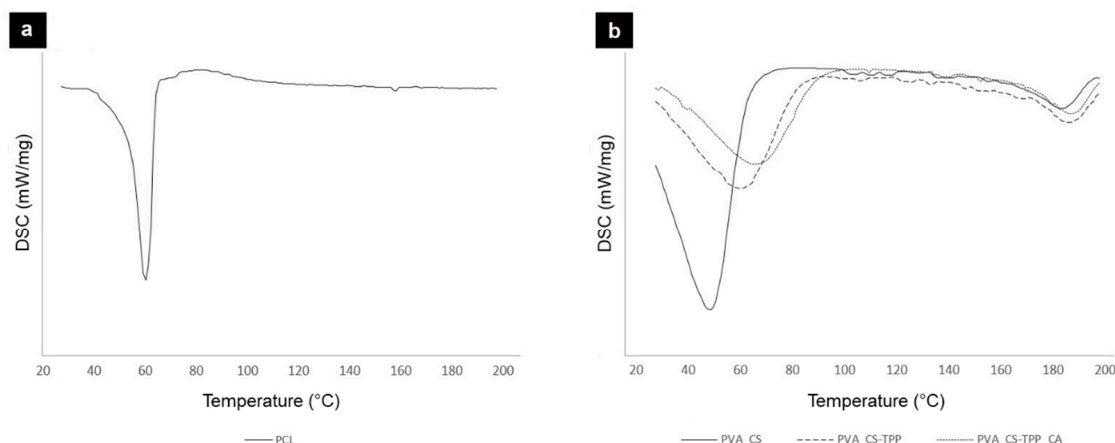 a
b
DSC (mW/mg)
DSC (mW/mg)
20 40 60 80 100 120 140 160 180 200
20 40 60 80 100 120 140 160 180 200
Temperature (°C)
Temperature (°C)
PCL
PVA_CS PVA_CS-TPP PVA_CS-TPP_CA